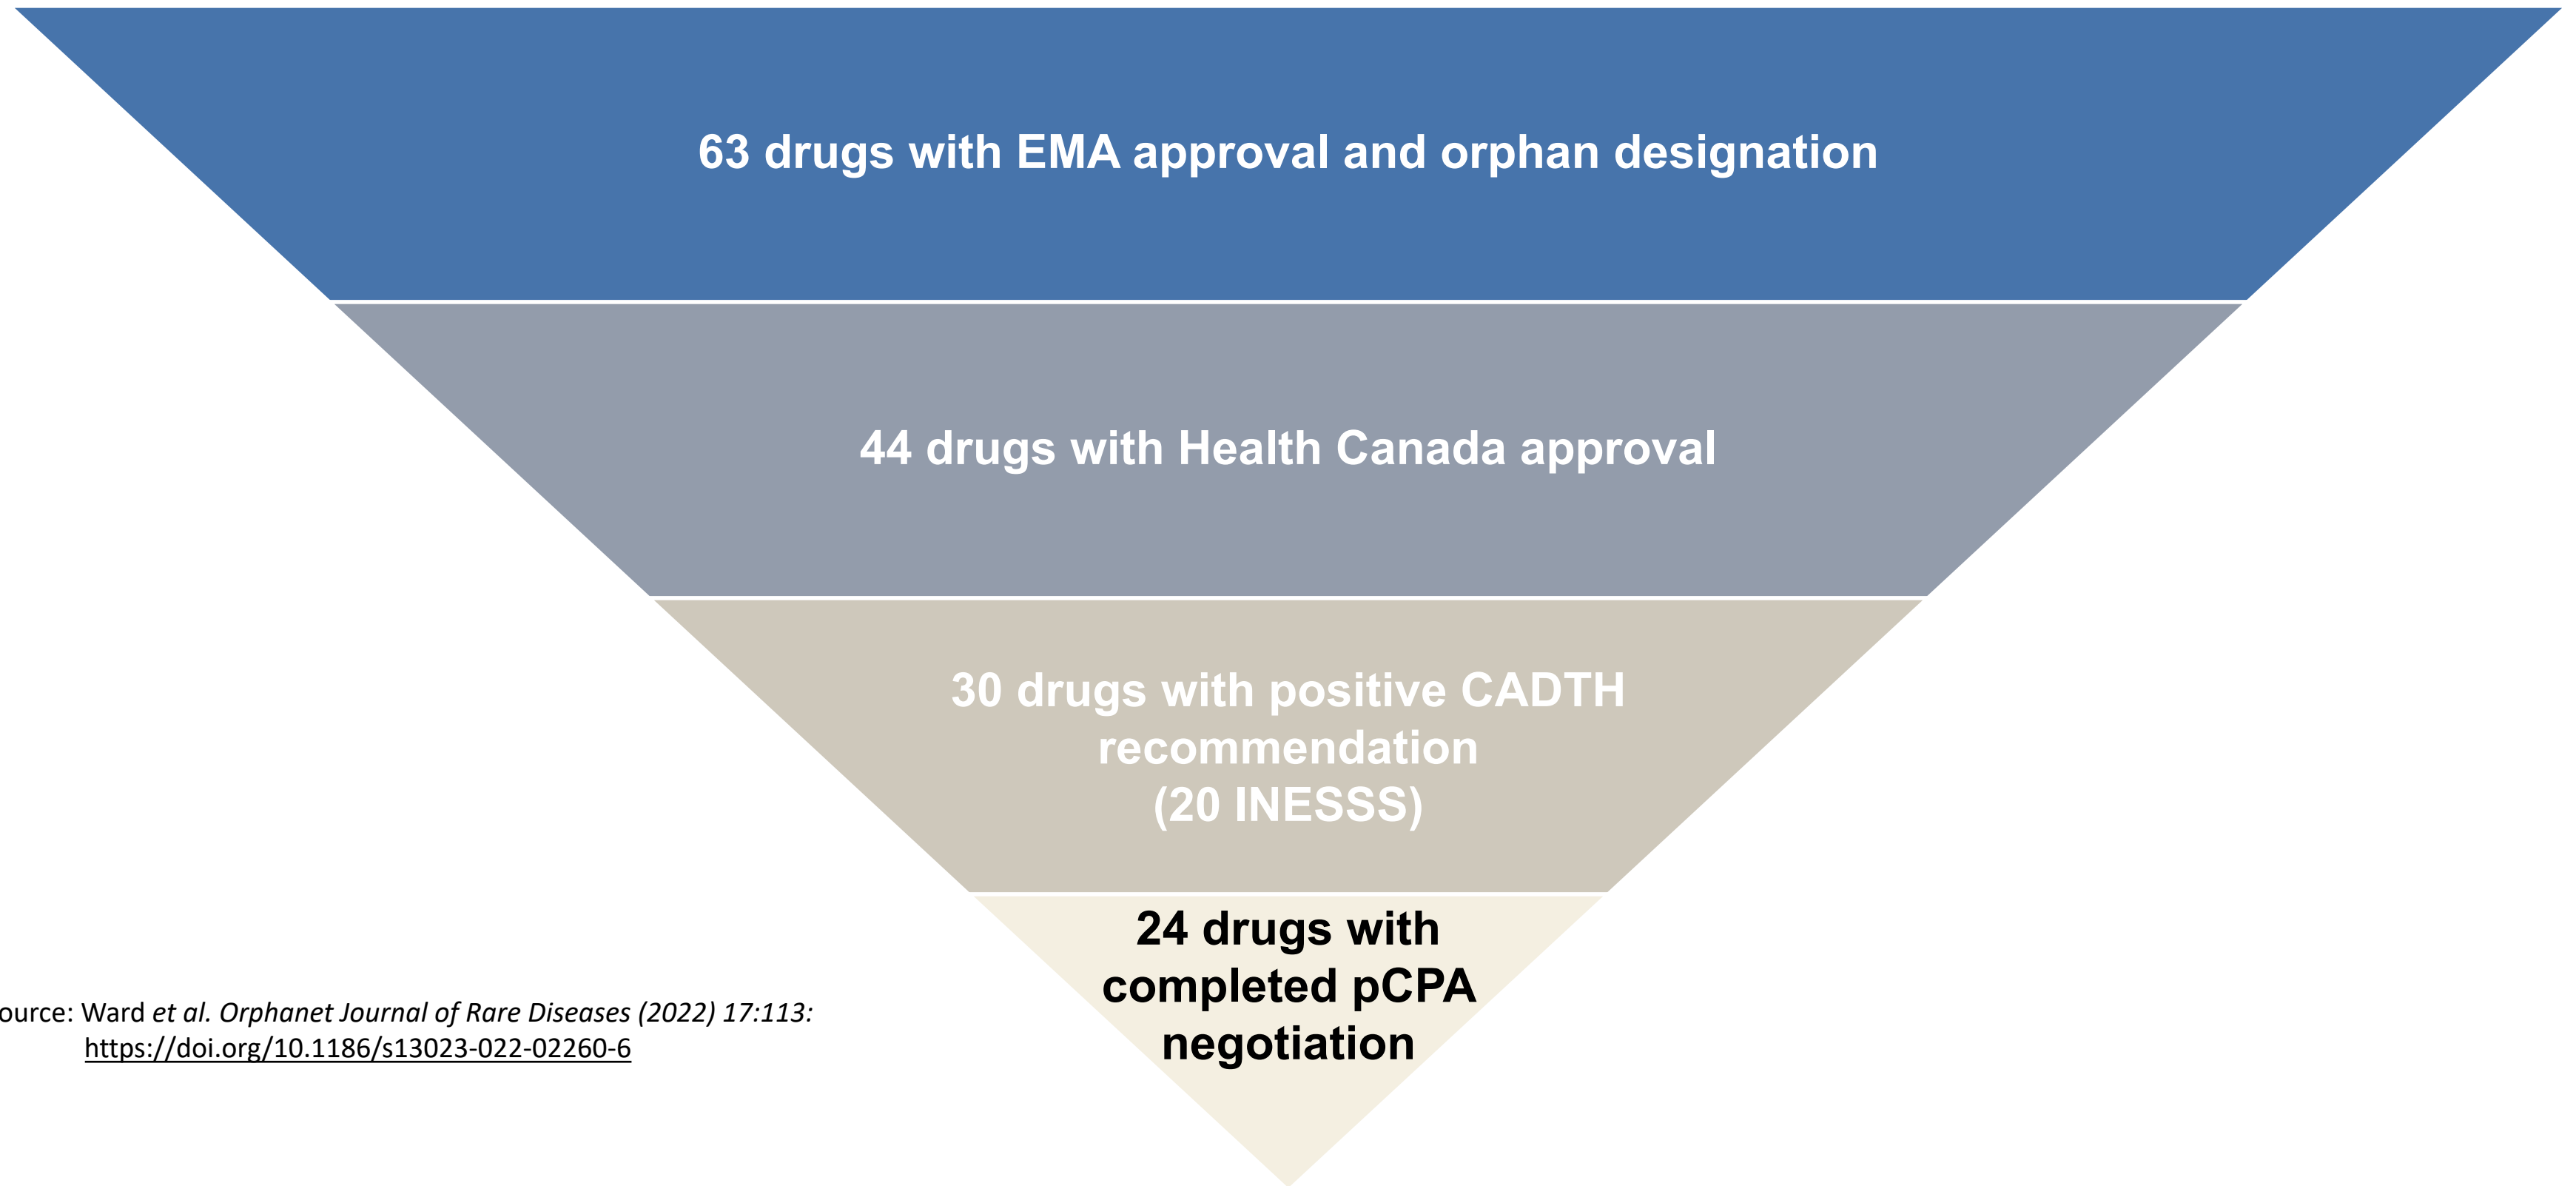 63 drugs with EMA approval and orphan designation
44 drugs with Health Canada approval
30 drugs with positive CADTH
recommendation
(20 INESSS)
24 drugs with
completed pCPA
negotiation
ource: Ward et al. Orphanet Journal of Rare Diseases (2022) 17:113:
https://doi.org/10.1186/s13023-022-02260-6